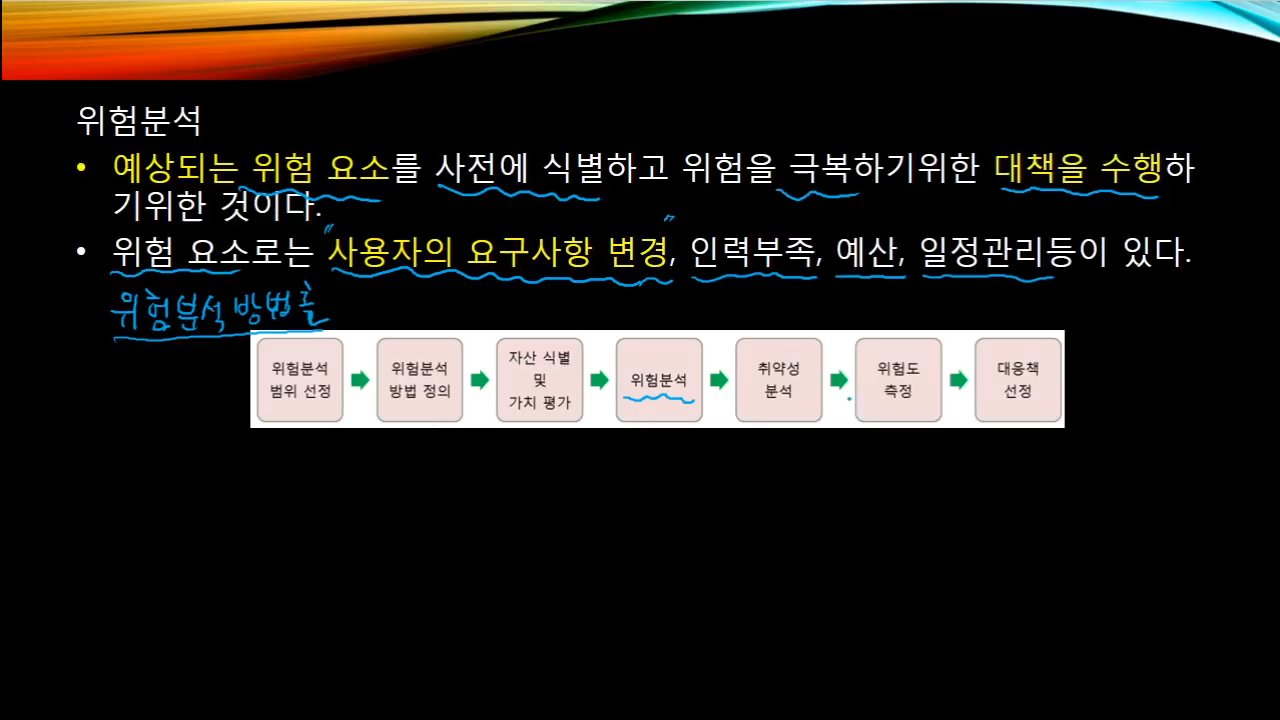 위험분석
• 예상되는 위험 요소를 사전에 식별하고 위험을 극복하기위한 대책을 수행하
기위한 것이다.
• 위험 요소로는 "사용자의 요구사항 변경", 인력부족, 예산, 일정관리등이 있다.
위험분석 방법론
위험분석
범위 선정
위험분석
방법 정의
자산 식별
및
가치 평가
위험분석
취약성
분석
위험도
측정
대응책
선정